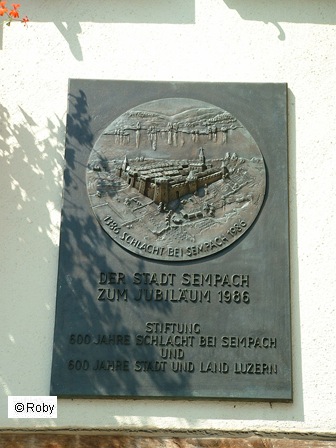 1386 SCHLACHT BEI SEMPACH 1986
DER STADT SEMPACH
ZUM JUBILÄUM 1986
STIFTUNG
600 JAHRE SCHLACHT BEI SEMPACH
UND
600 JAHRE STADT UND LAND LUZERN
©Roby